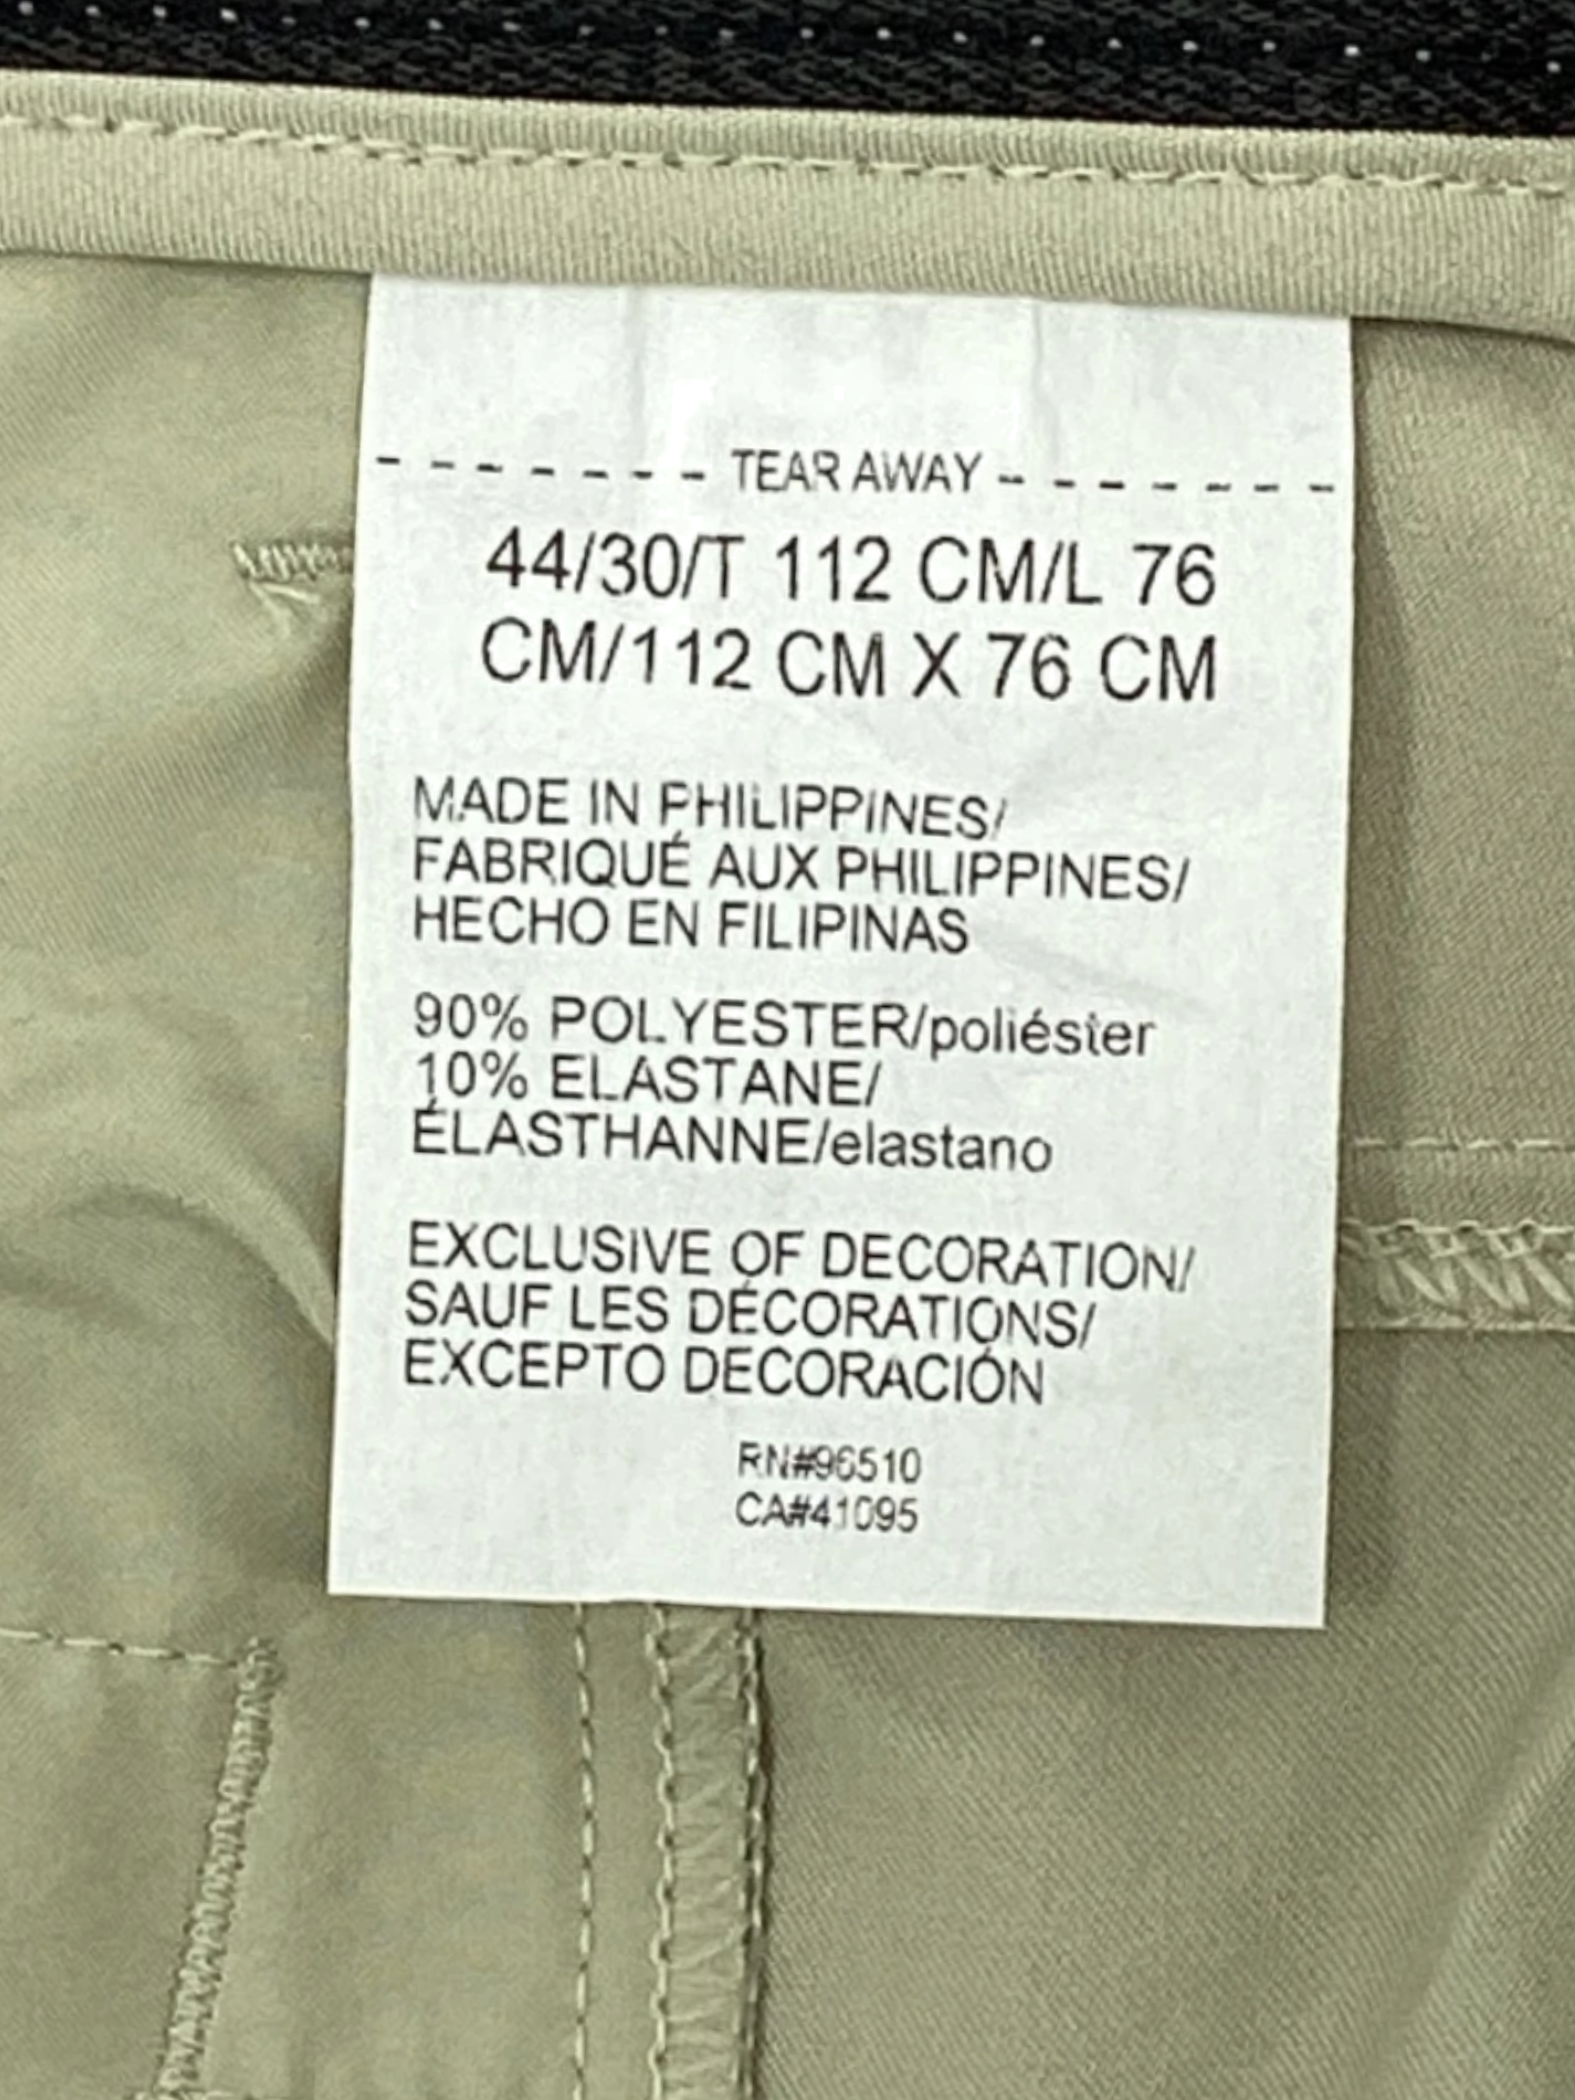 - - - - - - - TEAR AWAY - - - - - - -
44/30/T 112 CM/L 76
CM/112 CM X 76 CM
MADE IN PHILIPPINES/
FABRIQUÉ AUX PHILIPPINES/
HECHO EN FILIPINAS
90% POLYESTER/poliéster
10% ELASTANE/
ÉLASTHANNE/elastano
EXCLUSIVE OF DECORATION/
SAUF LES DÉCORATIONS/
EXCEPTO DECORACIÓN
RN#96510
CA#41095